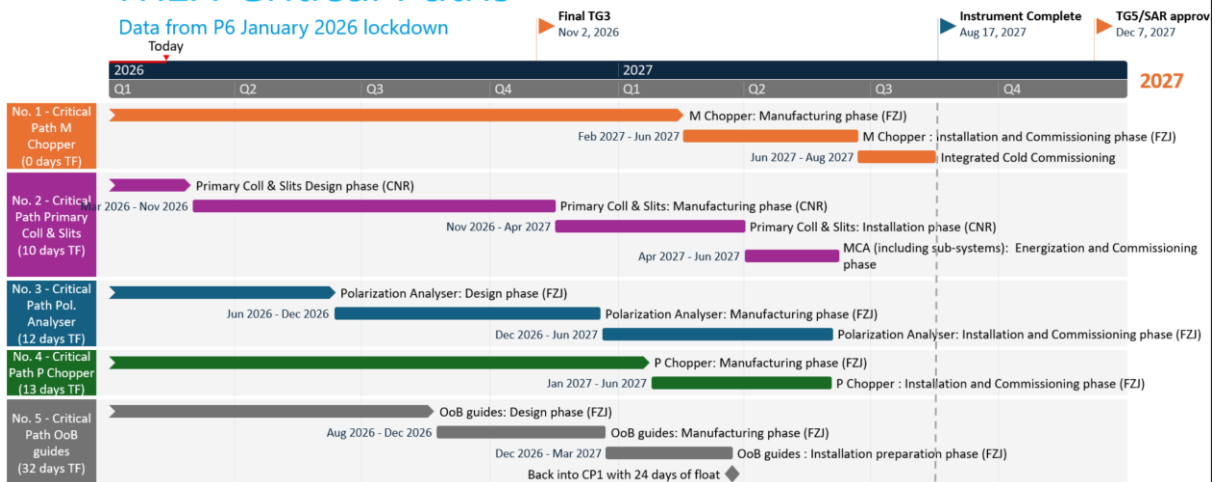 Data from P6 January 2026 lockdown
Final TG3
Nov 2, 2026
Instrument Complete
Aug 17, 2027
TG5/SAR approv
Dec 7, 2027
Today
2026
2027
Q1
Q2
Q3
Q4
Q1
Q2
Q3
Q4
2027
No. 1 - Critical
Path M
Chopper
(0 days TF)
M Chopper: Manufacturing phase (FZJ)
Feb 2027 - Jun 2027
M Chopper : Installation and Commissioning phase (FZJ)
Jun 2027 - Aug 2027
Integrated Cold Commissioning
No. 2 - Critical
Path Primary
Coll & Slits
(10 days TF)
Primary Coll & Slits Design phase (CNR)
Mar 2026 - Nov 2026
Primary Coll & Slits: Manufacturing phase (CNR)
Nov 2026 - Apr 2027
Primary Coll & Slits: Installation phase (CNR)
Apr 2027 - Jun 2027
MCA (including sub-systems): Energization and Commissioning
phase
No. 3 - Critical
Path Pol.
Analyser
(12 days TF)
Polarization Analyser: Design phase (FZJ)
Jun 2026 - Dec 2026
Polarization Analyser: Manufacturing phase (FZJ)
Dec 2026 - Jun 2027
Polarization Analyser: Installation and Commissioning phase (FZJ)
No. 4 - Critical
Path P Chopper
(13 days TF)
P Chopper: Manufacturing phase (FZJ)
Jan 2027 - Jun 2027
P Chopper : Installation and Commissioning phase (FZJ)
No. 5 - Critical
Path OoB
guides
(32 days TF)
OoB guides: Design phase (FZJ)
Aug 2026 - Dec 2026
OoB guides: Manufacturing phase (FZJ)
Dec 2026 - Mar 2027
OoB guides : Installation preparation phase (FZJ)
Back into CP1 with 24 days of float